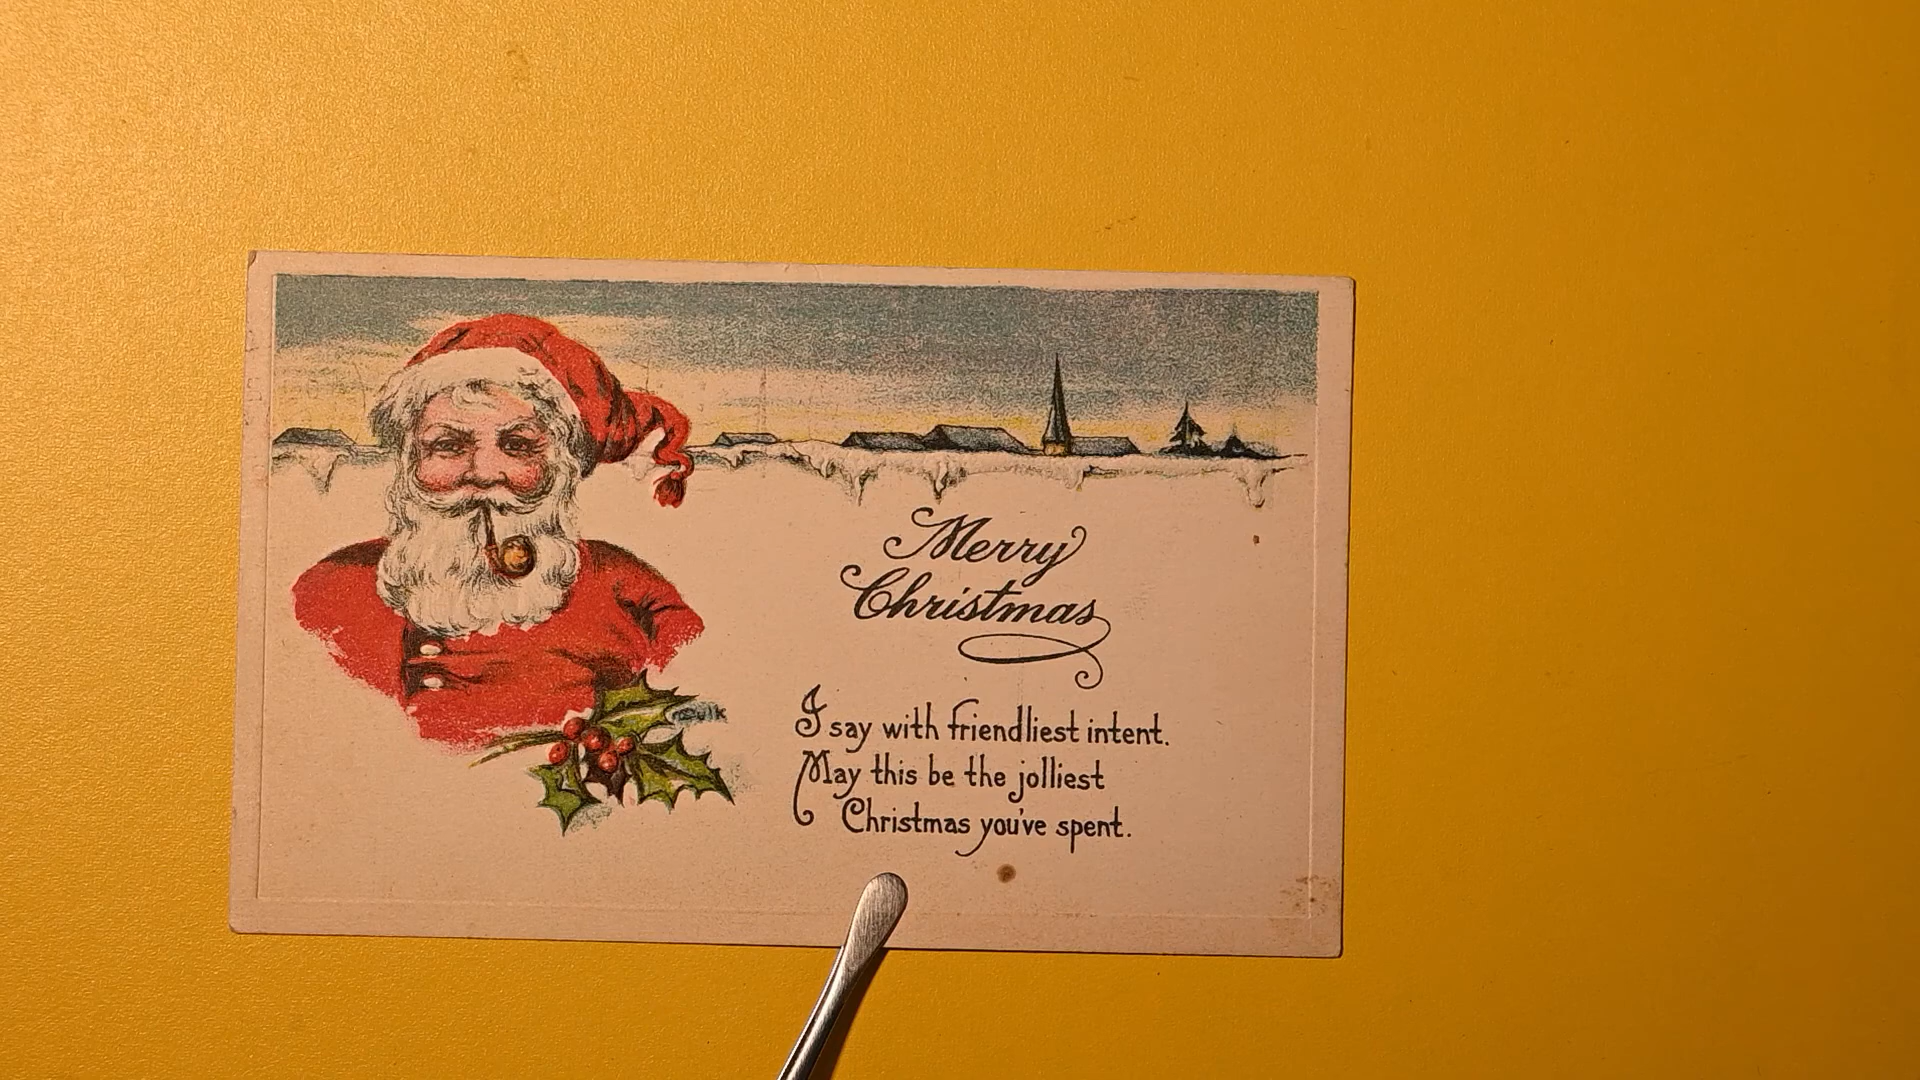 Merry
Christmas
I say with friendliest intent.
May this be the jolliest
Christmas you've spent.